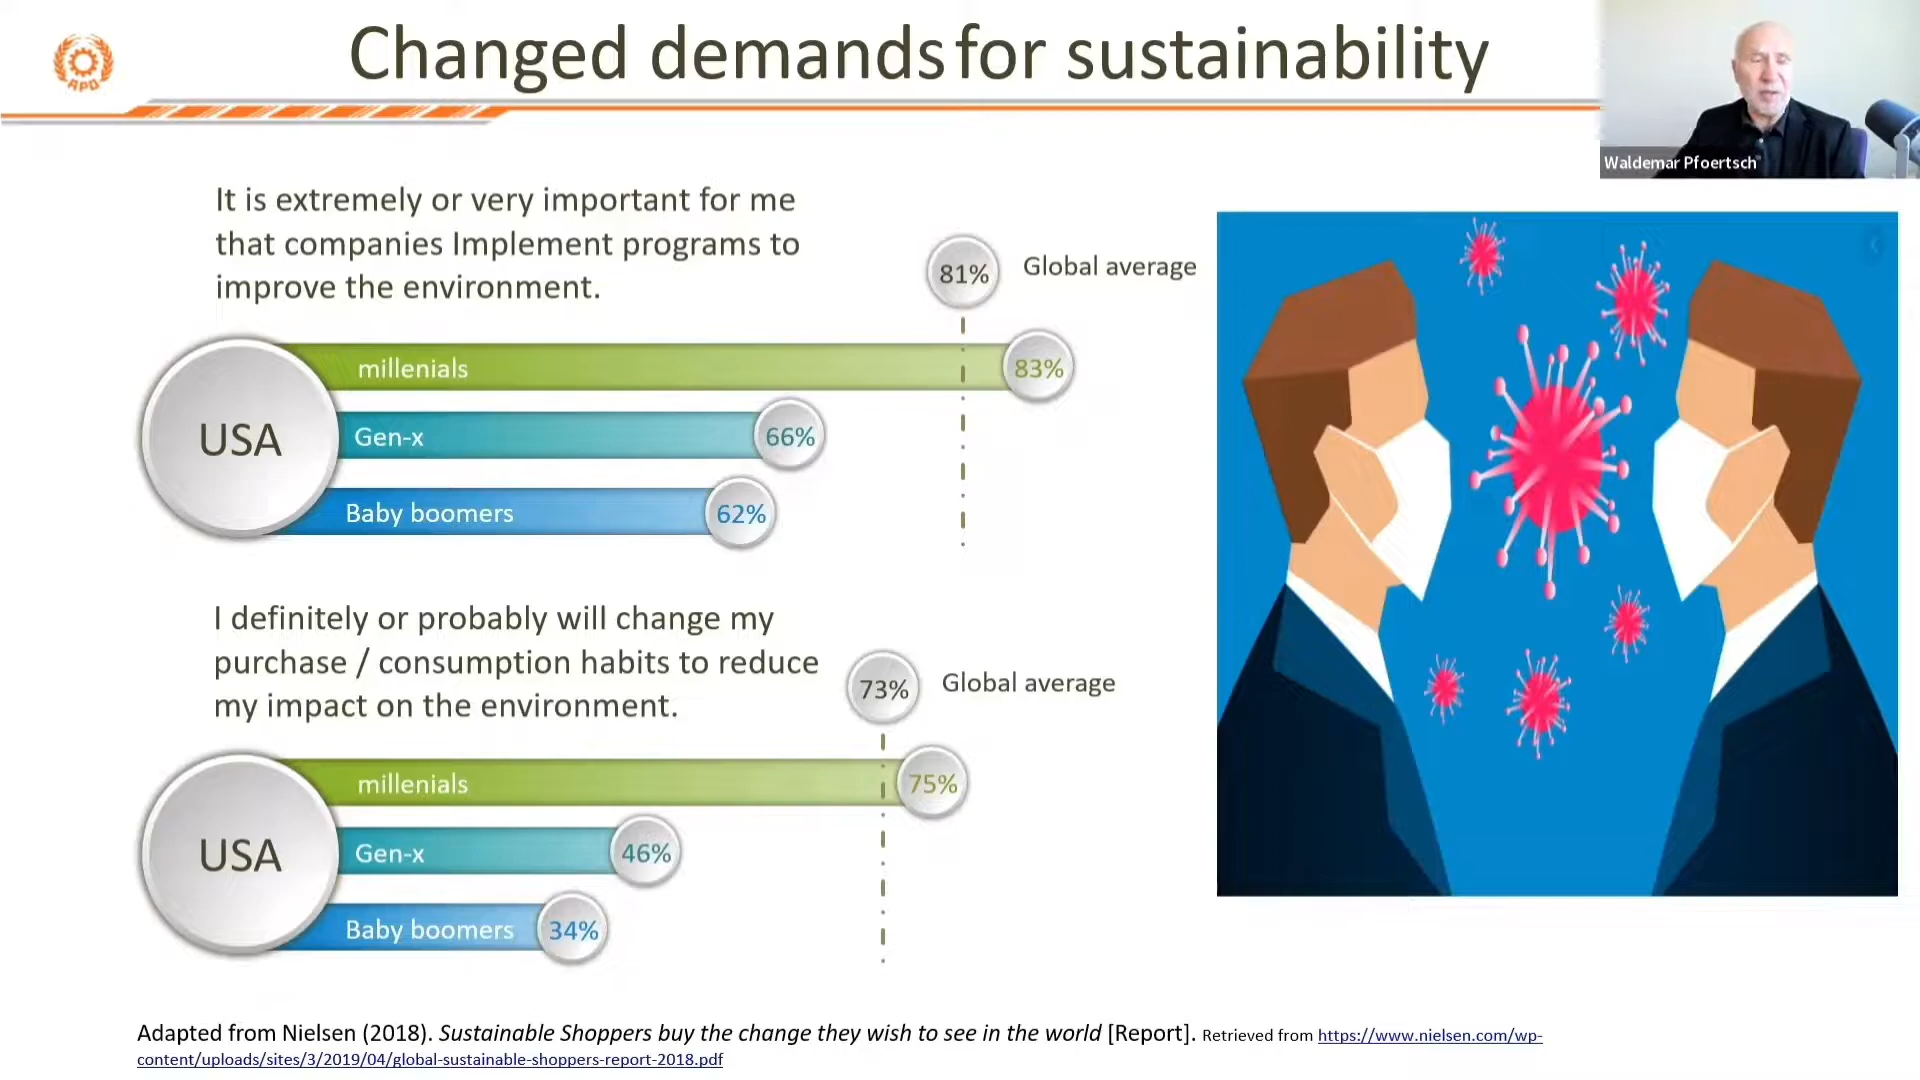 Changed demands for sustainability
APO
Waldemar Pfoertsch
It is extremely or very important for me
that companies Implement programs to
improve the environment.
81%
Global average
USA
millenials
83%
Gen-x
66%
Baby boomers
62%
I definitely or probably will change my
purchase / consumption habits to reduce
my impact on the environment.
73%
Global average
USA
millenials
75%
Gen-x
46%
Baby boomers
34%
Adapted from Nielsen (2018). Sustainable Shoppers buy the change they wish to see in the world [Report]. Retrieved from https://www.nielsen.com/wp-
content/uploads/sites/3/2019/04/global-sustainable-shoppers-report-2018.pdf